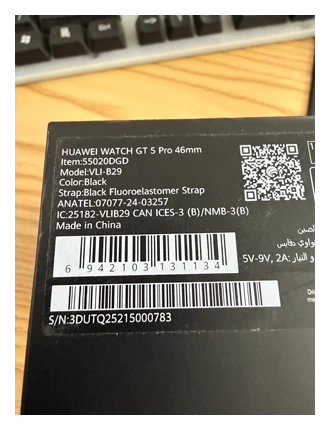 HUAWEI WATCH GT 5 Pro 46mm
Item:55020DGD
Model:VLI-B29
Color:Black
Strap:Black Fluoroelastomer Strap
ANATEL:07077-24-03257
IC:25182-VLIB29 CAN ICES-3 (B)/NMB-3(B)
Made in China
6 942103 131134
5V-9V, 2A:
S/N:3DUTQ25215000783